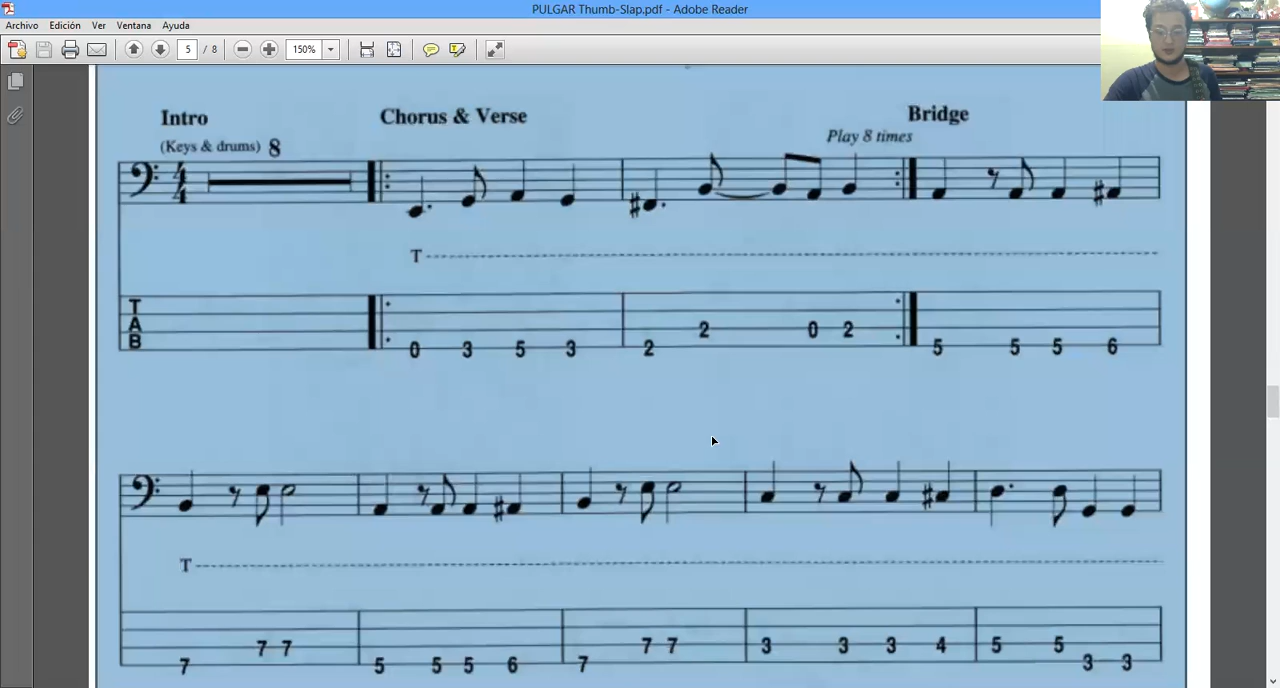 PULGAR Thumb-Slap.pdf - Adobe Reader
Archivo Edición Ver Ventana Ayuda
5 / 8 150%
Intro Chorus & Verse Bridge
(Keys & drums) 8 Play 8 times
4
4
T
T
A
B
0 3 5 3 2 2 0 2 5 5 5 6
T
7 7 7 5 5 5 6 7 7 7 3 3 3 4 5 5 3 3